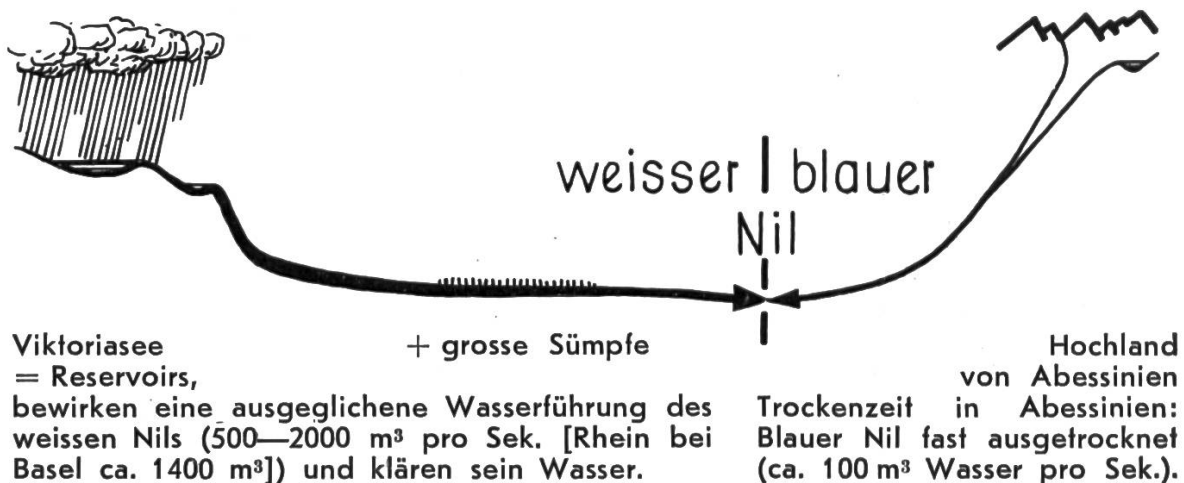 weisser | blauer
Nil
Viktoriasee + grosse Sümpfe
= Reservoirs,
bewirken eine ausgeglichene Wasserführung des
weissen Nils (500—2000 m³ pro Sek. [Rhein bei
Basel ca. 1400 m³]) und klären sein Wasser.
Hochland
von Abessinien
Trockenzeit in Abessinien:
Blauer Nil fast ausgetrocknet
(ca. 100 m³ Wasser pro Sek.).